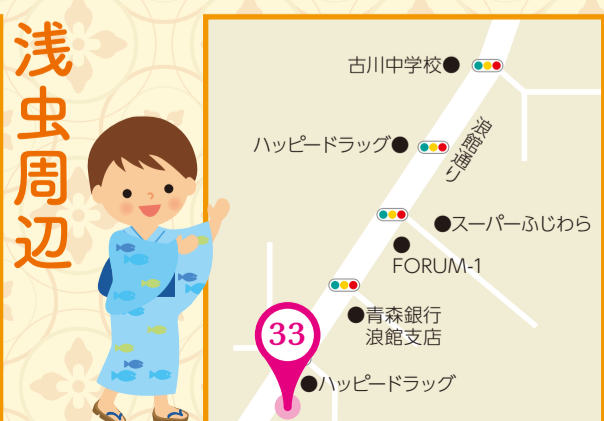 浅虫周辺
古川中学校
ハッピードラッグ
浪館通り
スーパーふじわら
FORUM-1
青森銀行
浪館支店
33
ハッピードラッグ